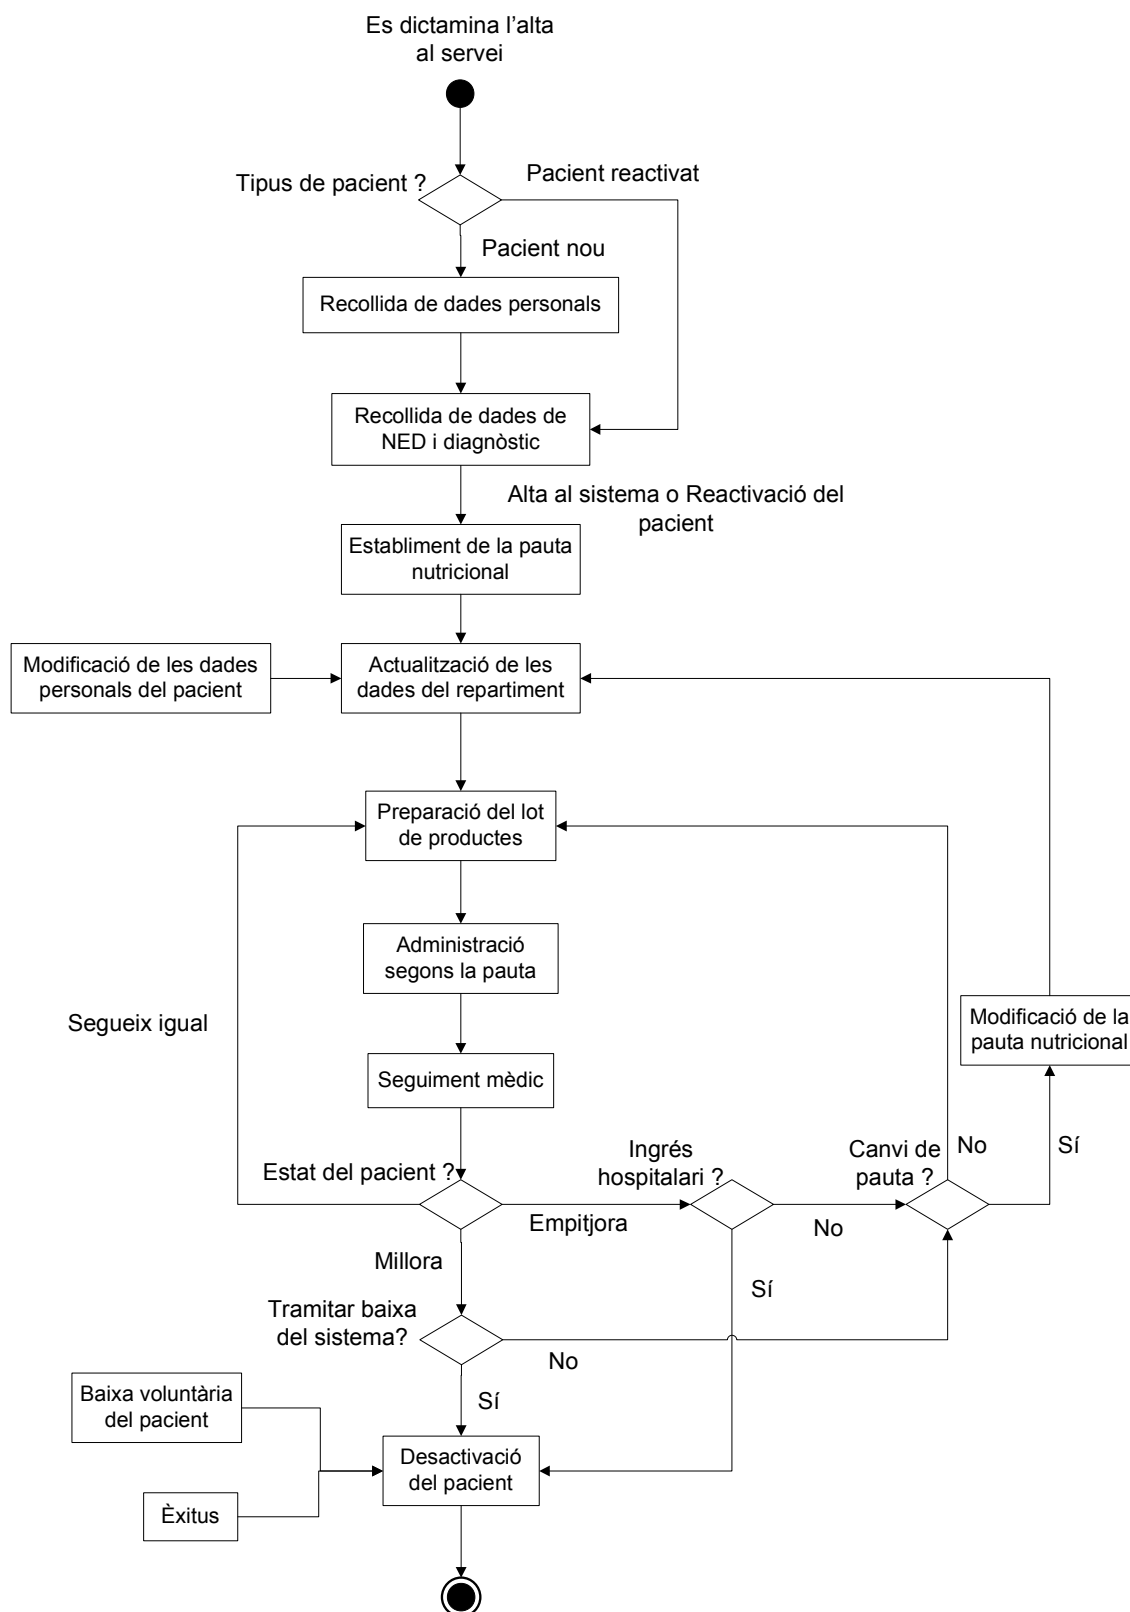 Es dictamina l’alta
al servei
Tipus de pacient ?
Pacient reactivat
Pacient nou
Recollida de dades personals
Recollida de dades de
NED i diagnòstic
Alta al sistema o Reactivació del
pacient
Establiment de la pauta
nutricional
Modificació de les dades
personals del pacient
Actualització de les
dades del repartiment
Preparació del lot
de productes
Administració
segons la pauta
Segueix igual
Modificació de la
pauta nutricional
Seguiment mèdic
Estat del pacient ?
Ingrés
hospitalari ?
Canvi de
pauta ?
No
Sí
Empitjora
No
Millora
Sí
Tramitar baixa
del sistema?
No
Sí
Baixa voluntària
del pacient
Desactivació
del pacient
Èxitus